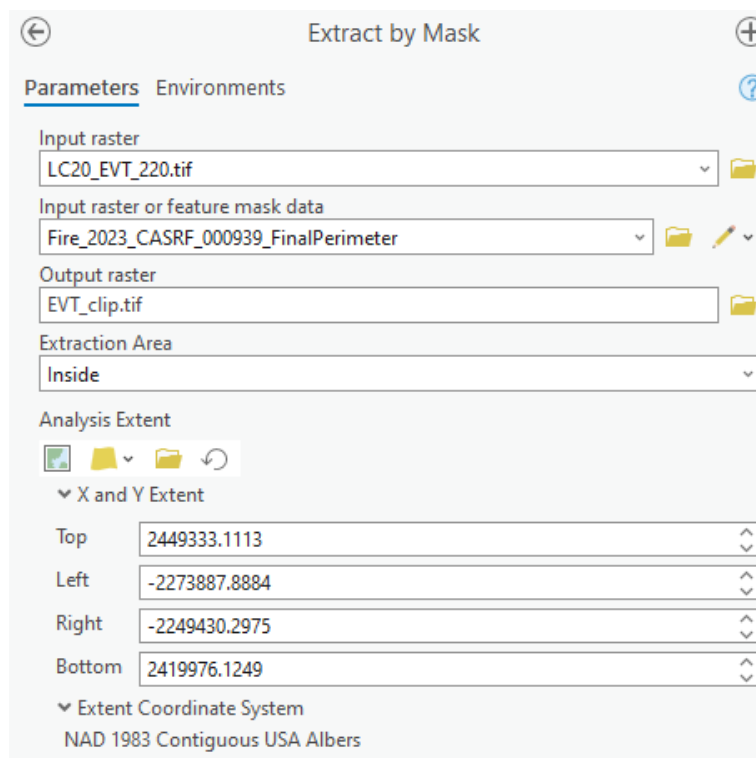 Extract by Mask
Parameters Environments
Input raster
LC20_EVT_220.tif
Input raster or feature mask data
Fire_2023_CASRF_000939_FinalPerimeter
Output raster
EVT_clip.tif
Extraction Area
Inside
Analysis Extent
X and Y Extent
Top 2449333.1113
Left -2273887.8884
Right -2249430.2975
Bottom 2419976.1249
Extent Coordinate System
NAD 1983 Contiguous USA Albers